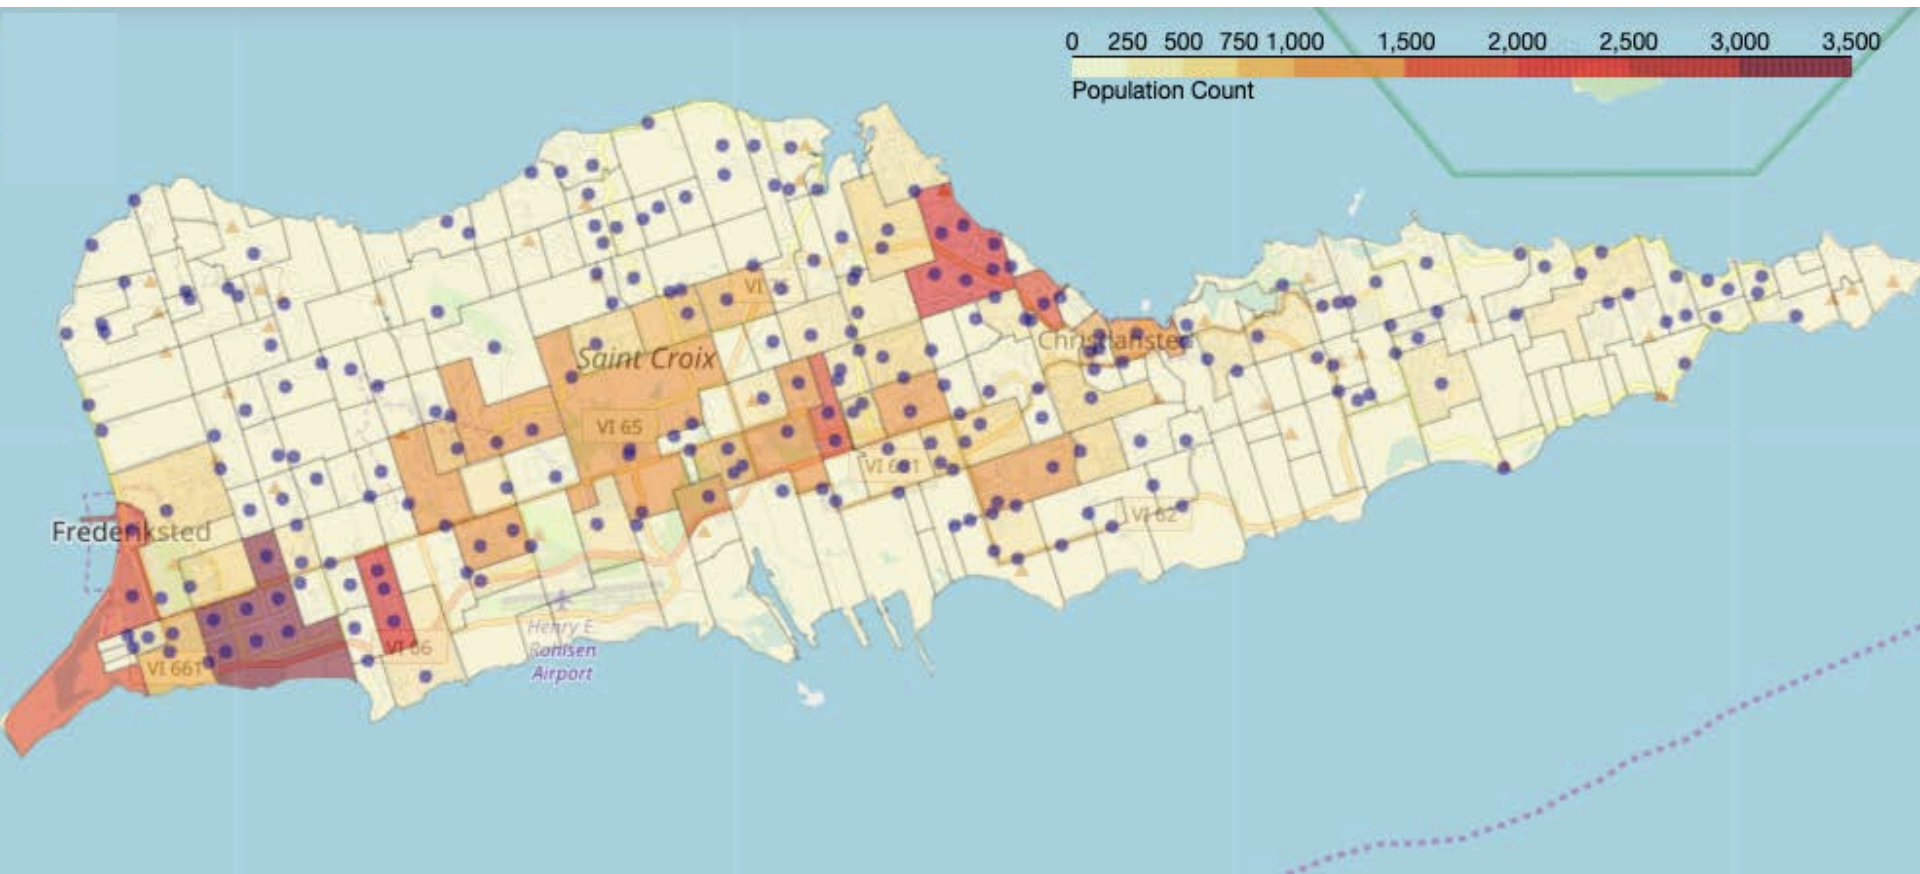 0 250 500 750 1,000 1,500 2,000 2,500 3,000 3,500
Population Count
VI
Christiansted
Saint Croix
VI 65
VI 62
Frederiksted
Henry E
VI 66
Rohlsen
VI 661
Airport